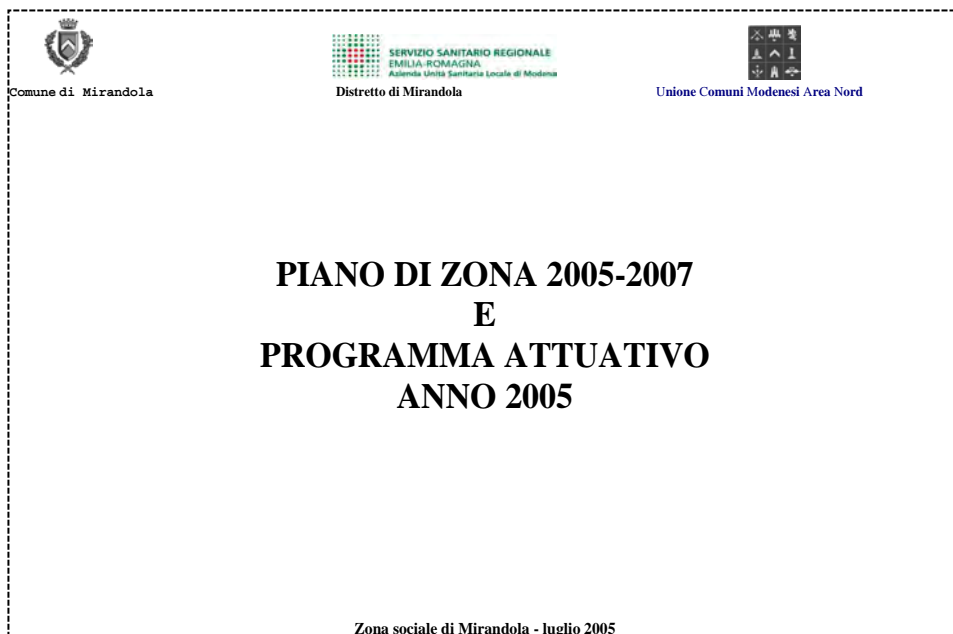 SERVIZIO SANITARIO REGIONALE
EMILIA-ROMAGNA
Azienda Unità Sanitaria Locale di Modena
Comune di Mirandola
Distretto di Mirandola
Unione Comuni Modenesi Area Nord
PIANO DI ZONA 2005-2007
E
PROGRAMMA ATTUATIVO
ANNO 2005
Zona sociale di Mirandola - luglio 2005